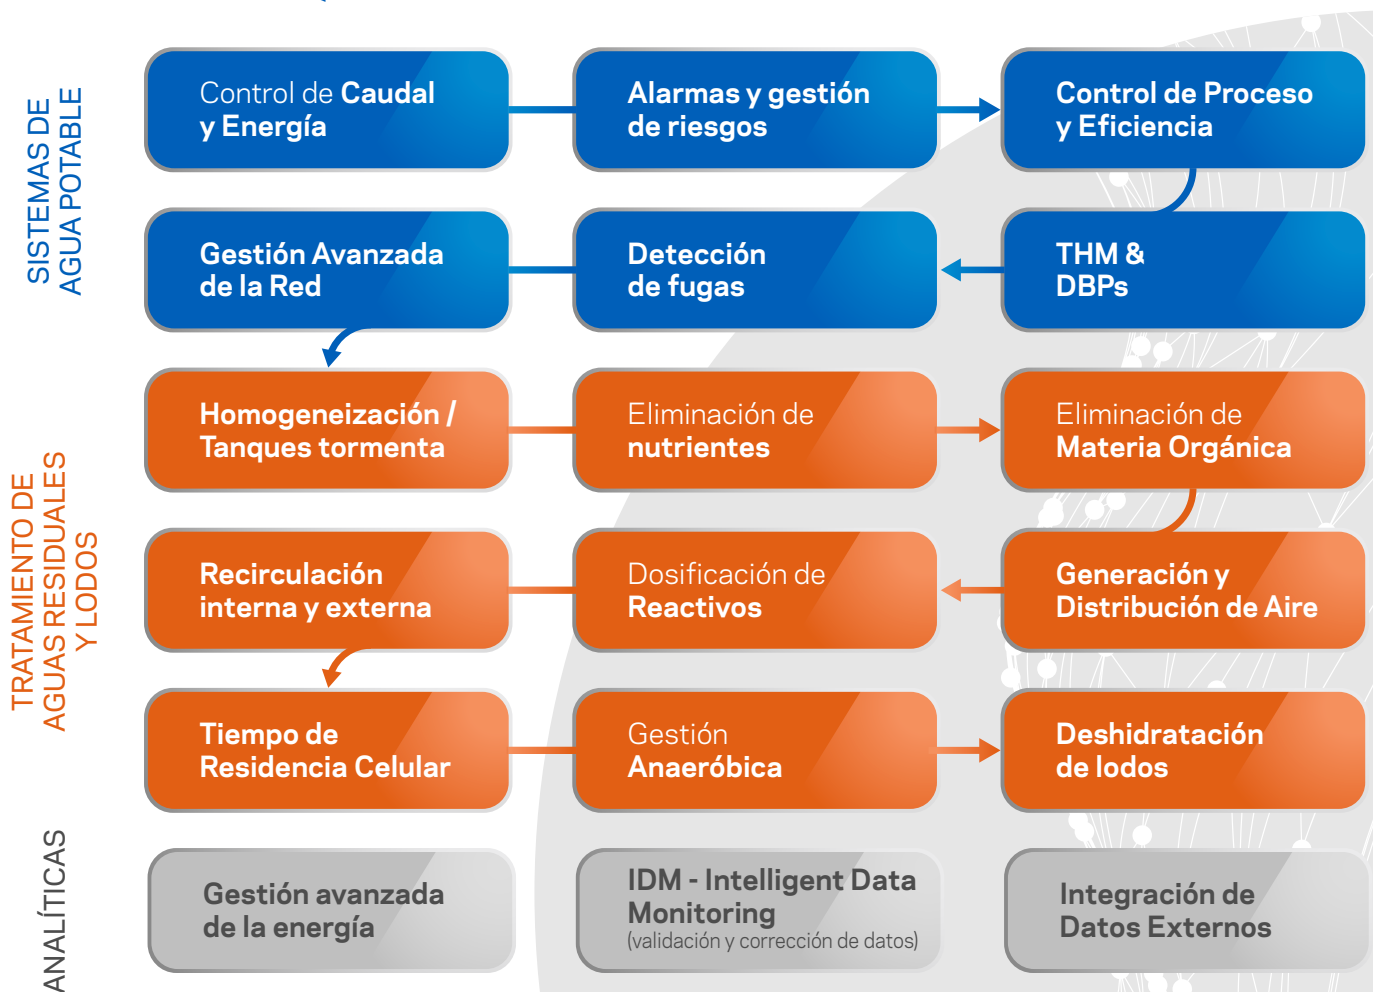 SISTEMAS DE
AGUA POTABLE
Control de Caudal
y Energía
Alarmas y gestión
de riesgos
Control de Proceso
y Eficiencia
Gestión Avanzada
de la Red
Detección
de fugas
THM &
DBPs
TRATAMIENTO DE
AGUAS RESIDUALES
Y LODOS
Homogeneización /
Tanques tormenta
Eliminación de
nutrientes
Eliminación de
Materia Orgánica
Recirculación
interna y externa
Dosificación de
Reactivos
Generación y
Distribución de Aire
Tiempo de
Residencia Celular
Gestión
Anaeróbica
Deshidratación
de lodos
ANALÍTICAS
Gestión avanzada
de la energía
IDM - Intelligent Data
Monitoring
(validación y corrección de datos)
Integración de
Datos Externos